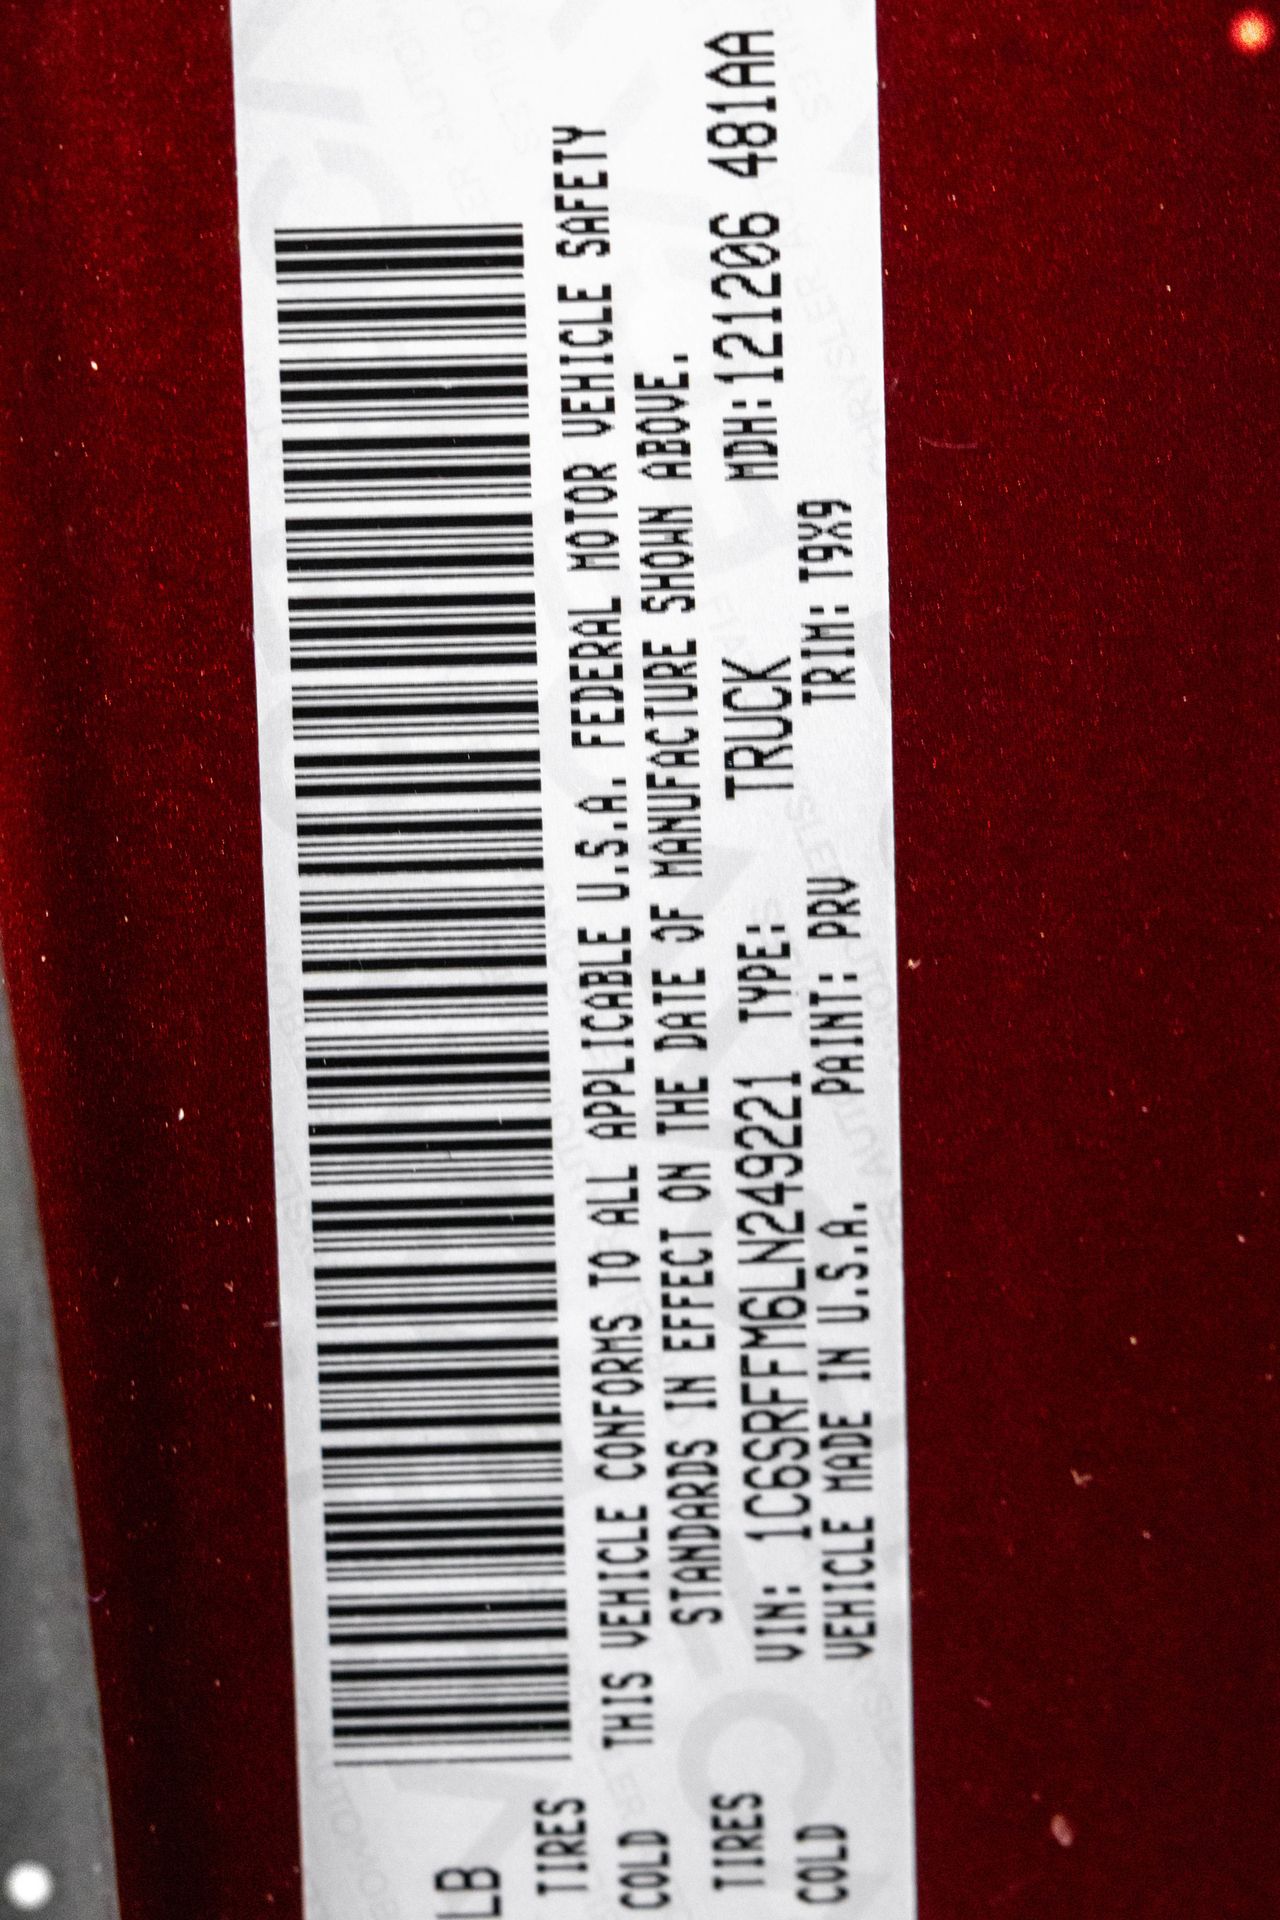 LB
TIRES
COLD
THIS VEHICLE CONFORMS TO ALL APPLICABLE U.S.A. FEDERAL MOTOR VEHICLE SAFETY
STANDARDS IN EFFECT ON THE DATE OF MANUFACTURE SHOWN ABOVE.
TIRES
COLD
VIN: 1C6SRFFM6LN249221 TYPE: TRUCK MDH:121206 481AA
VEHICLE MADE IN U.S.A. PAINT: PRV TRIM: T9X9